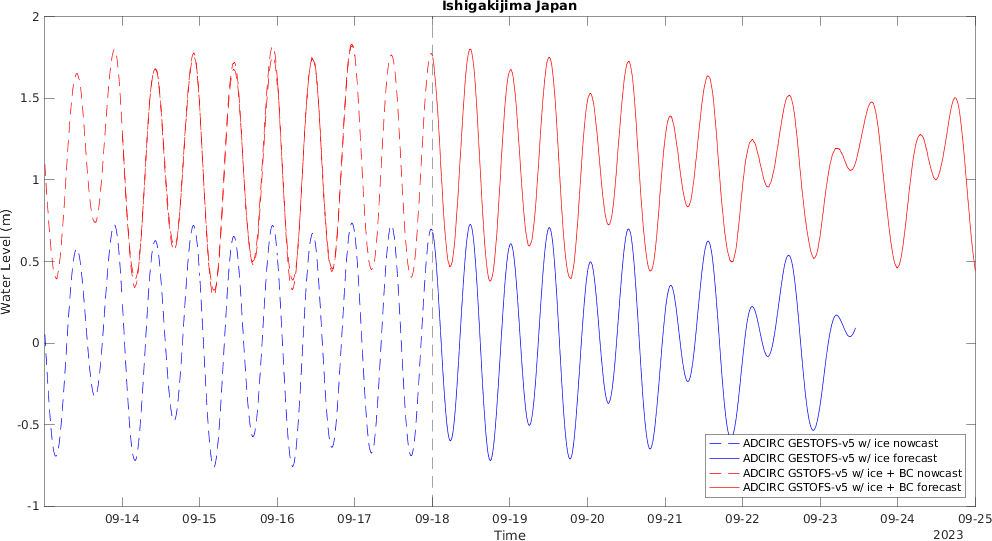 Ishigakijima Japan
Water Level (m)
2
1.5
1
0.5
0
-0.5
-1
ADCIRC GESTOFS-v5 w/ ice nowcast
ADCIRC GESTOFS-v5 w/ ice forecast
ADCIRC GSTOFS-v5 w/ ice + BC nowcast
ADCIRC GSTOFS-v5 w/ ice + BC forecast
09-14 09-15 09-16 09-17 09-18 09-19 09-20 09-21 09-22 09-23 09-24 09-25
Time
2023